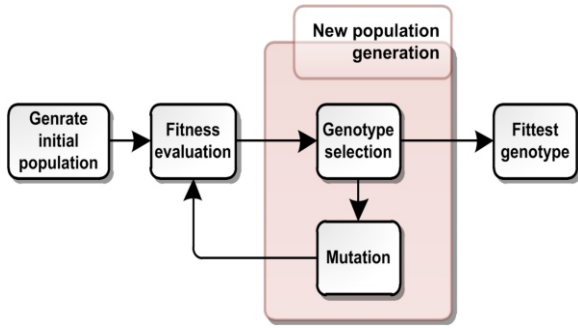 New population
generation
Genrate
initial
population
Fitness
evaluation
Genotype
selection
Fittest
genotype
Mutation